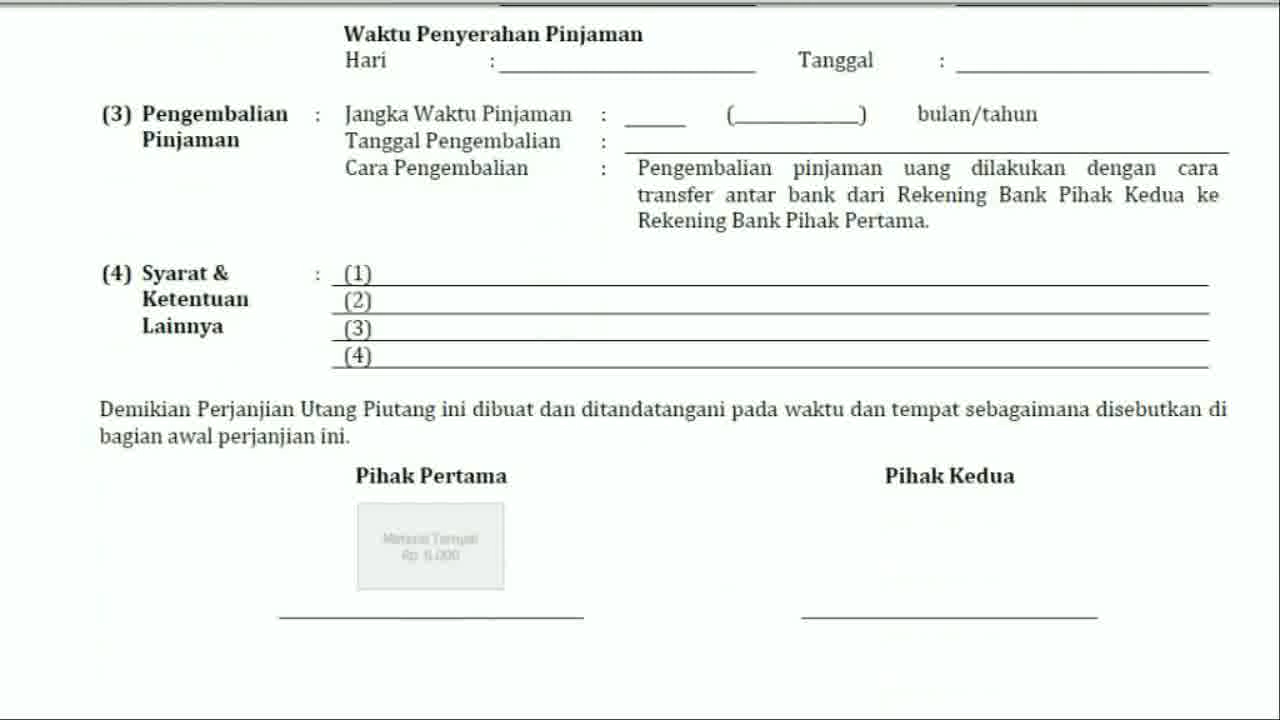 Waktu Penyerahan Pinjaman
Hari : Tanggal :
(3) Pengembalian : Jangka Waktu Pinjaman : (        ) bulan/tahun
Pinjaman Tanggal Pengembalian :
Cara Pengembalian : Pengembalian pinjaman uang dilakukan dengan cara
transfer antar bank dari Rekening Bank Pihak Kedua ke
Rekening Bank Pihak Pertama.
(4) Syarat & : (1)
Ketentuan (2)
Lainnya (3)
(4)
Demikian Perjanjian Utang Piutang ini dibuat dan ditandatangani pada waktu dan tempat sebagaimana disebutkan di
bagian awal perjanjian ini.
Pihak Pertama Pihak Kedua
Rp. 6.000